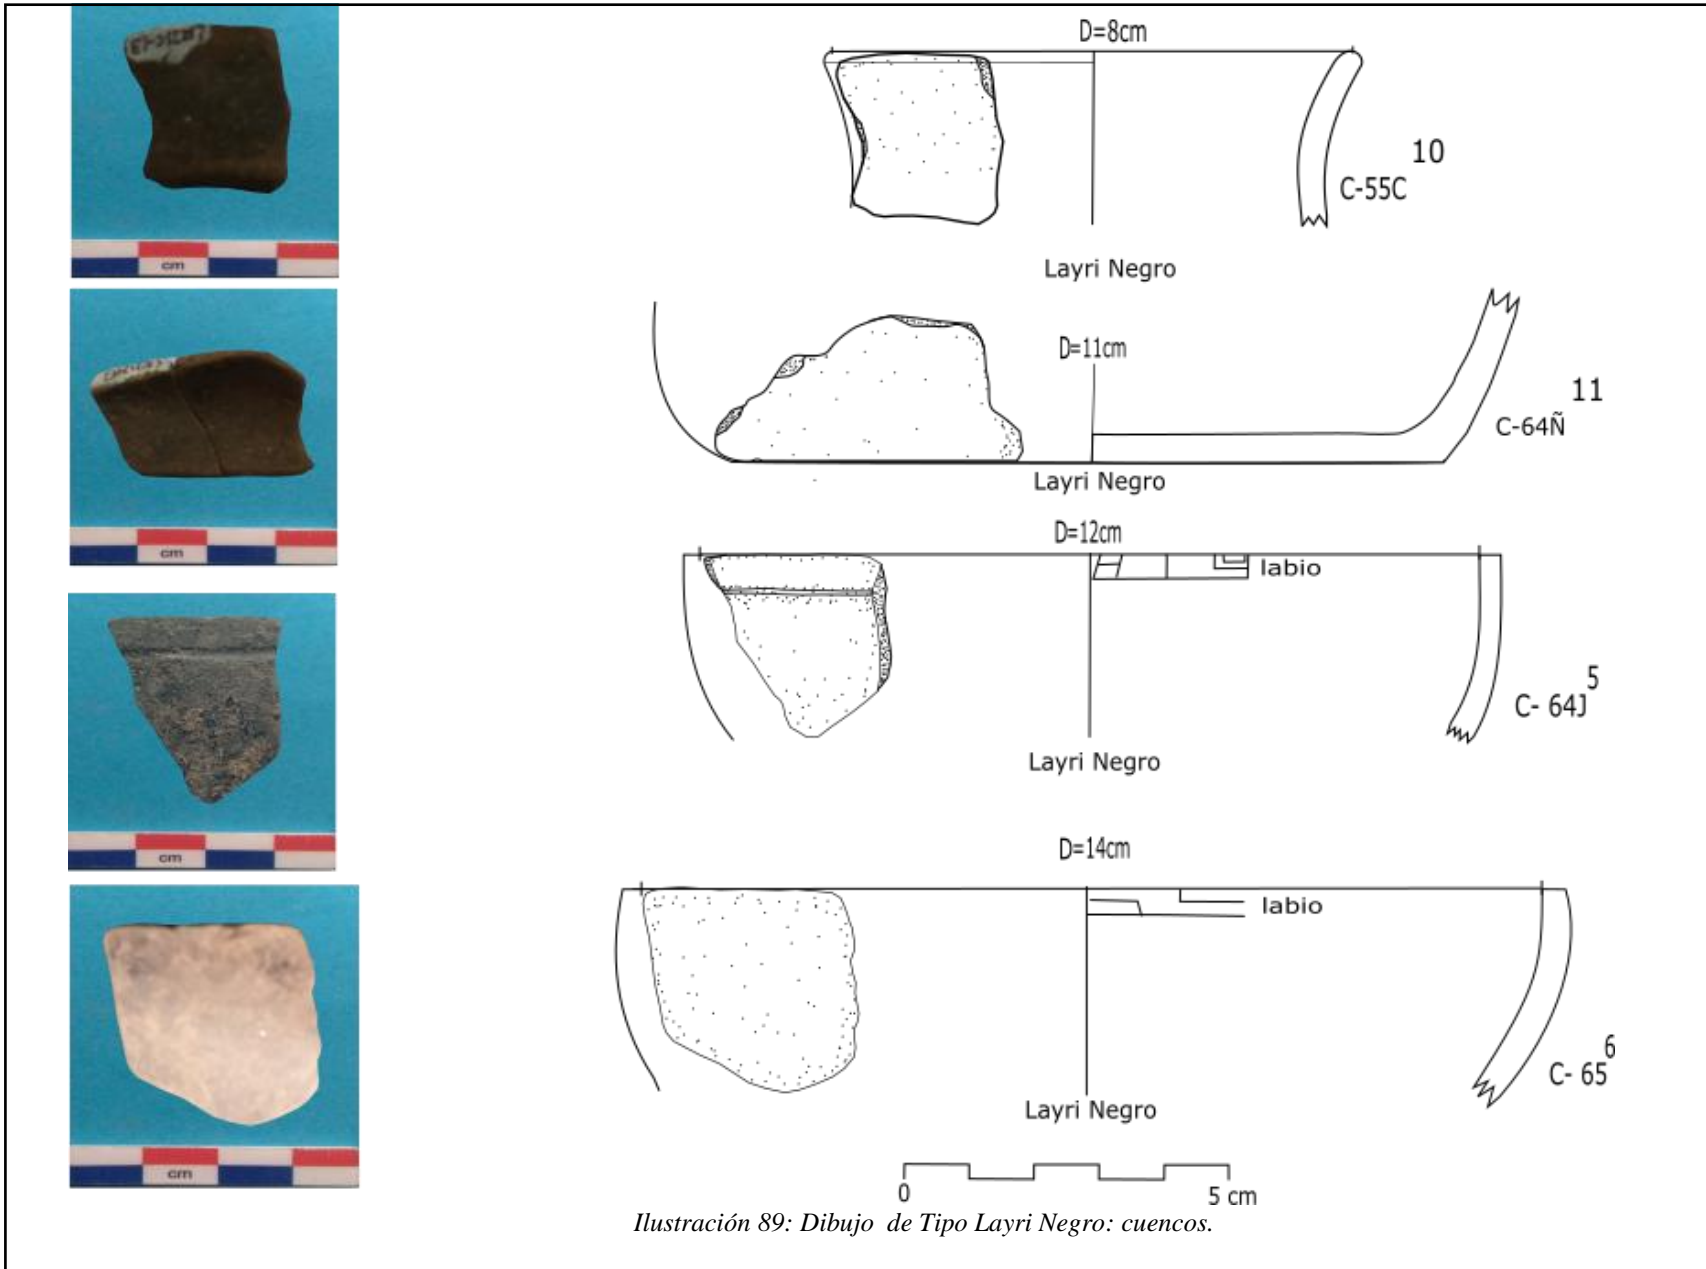 D=8cm
10
C-55C
cm
Layri Negro
D=11cm
11
C-64Ñ
Layri Negro
cm
D=12cm
labio
5
C- 64J
Layri Negro
cm
D=14cm
labio
6
C- 65
Layri Negro
cm
0 5 cm
Ilustración 89: Dibujo de Tipo Layri Negro: cuencos.